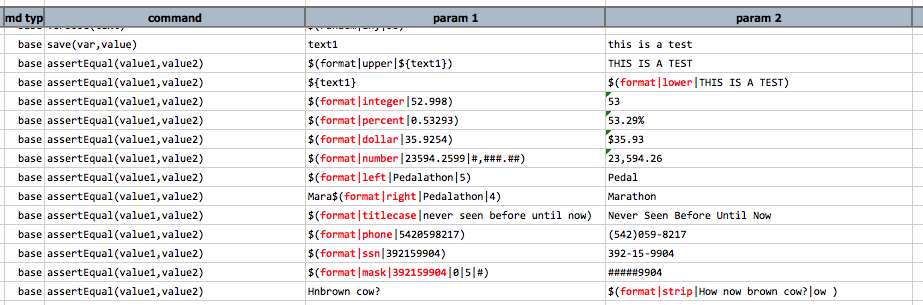 md typ command param 1 param 2
base save(var,value) text1 this is a test
base assertEqual(value1,value2) $(format|upper|${text1}) THIS IS A TEST
base assertEqual(value1,value2) ${text1} $(format|lower|THIS IS A TEST)
base assertEqual(value1,value2) $(format|integer|52.998) 53
base assertEqual(value1,value2) $(format|percent|0.53293) 53.29%
base assertEqual(value1,value2) $(format|dollar|35.9254) $35.93
base assertEqual(value1,value2) $(format|number|23594.2599|#,###.##) 23,594.26
base assertEqual(value1,value2) $(format|left|Pedalathon|5) Pedal
base assertEqual(value1,value2) Mara$(format|right|Pedalathon|4) Marathon
base assertEqual(value1,value2) $(format|titlecase|never seen before until now) Never Seen Before Until Now
base assertEqual(value1,value2) $(format|phone|5420598217) (542)059-8217
base assertEqual(value1,value2) $(format|ssn|392159904) 392-15-9904
base assertEqual(value1,value2) $(format|mask|392159904|0|5|#) #####9904
base assertEqual(value1,value2) Hnbrown cow? $(format|strip|How now brown cow?|ow )